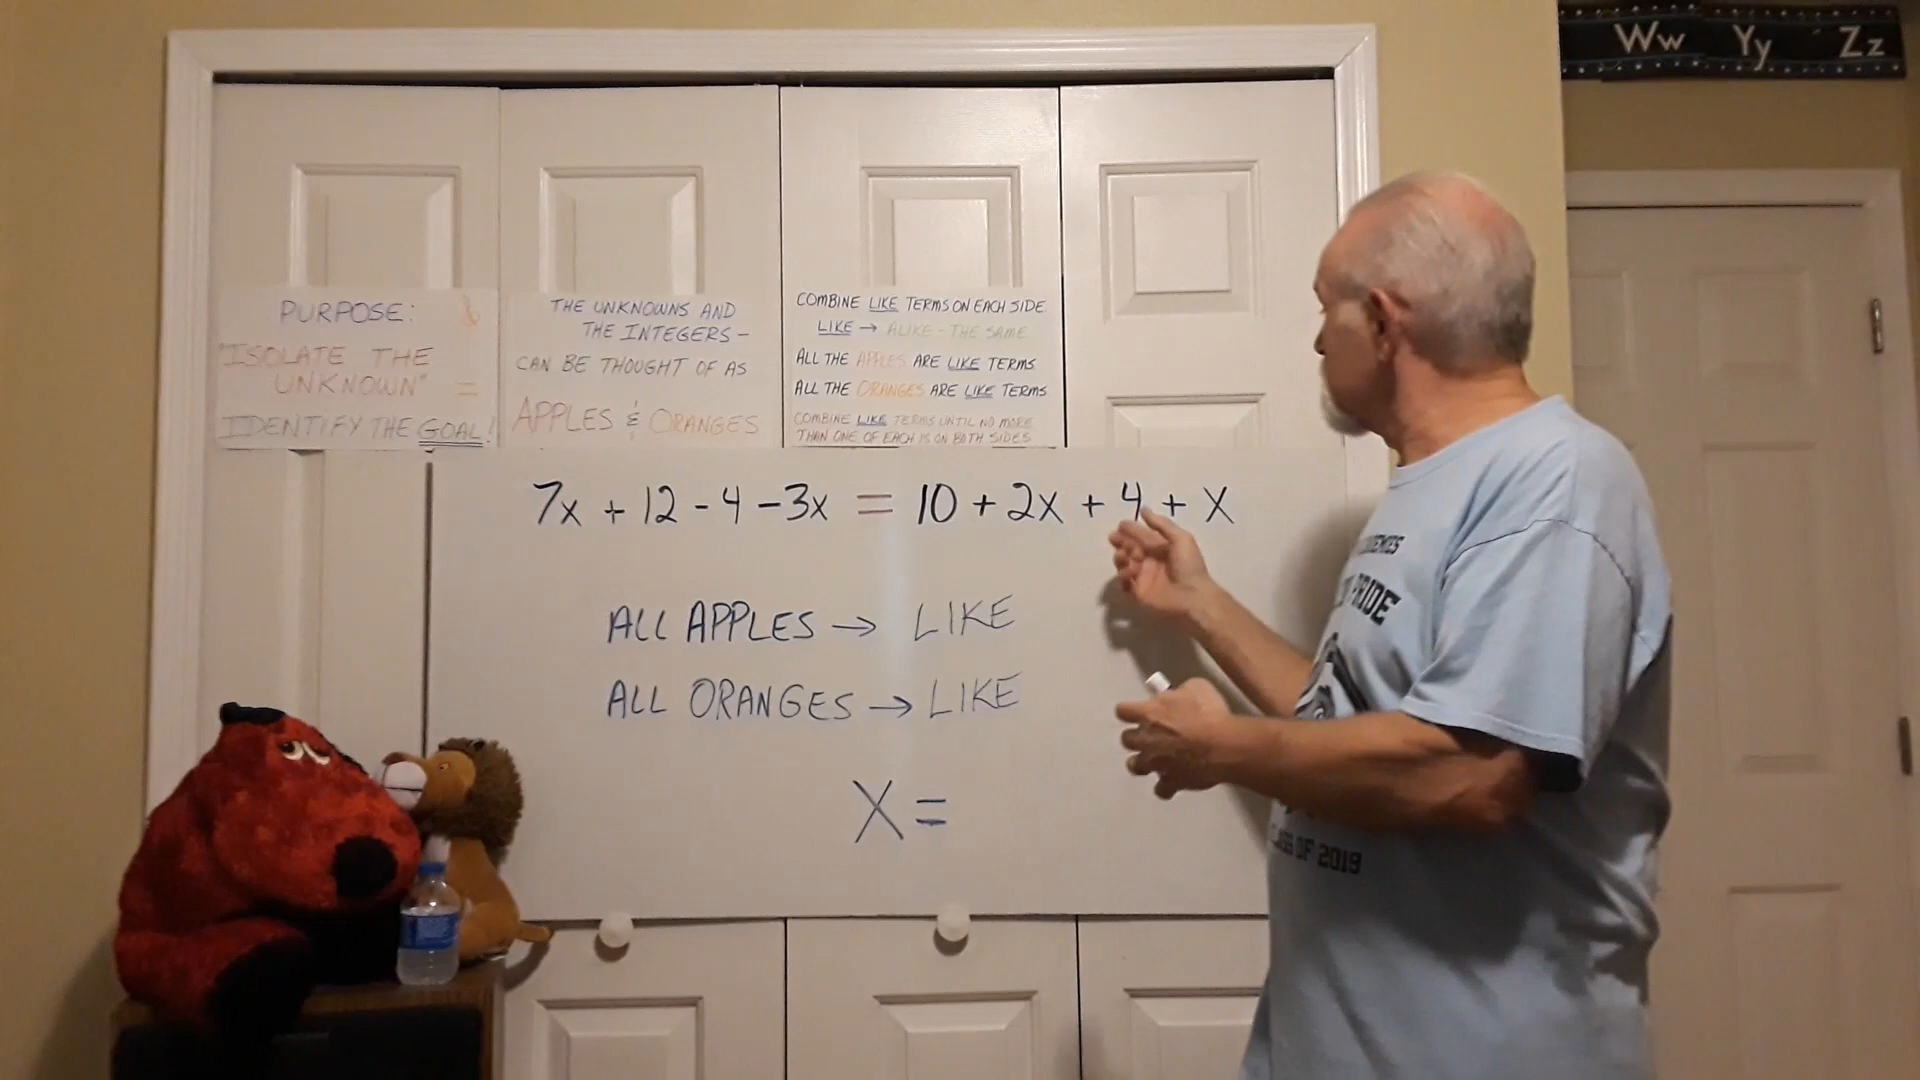 Ww Yy Zz
PURPOSE: &
"ISOLATE THE
UNKNOWN" =
IDENTIFY THE GOAL!
THE UNKNOWNS AND
THE INTEGERS –
CAN BE THOUGHT OF AS
APPLES & ORANGES
COMBINE LIKE TERMS ON EACH SIDE.
LIKE → ALIKE - THE SAME
ALL THE APPLES ARE LIKE TERMS
ALL THE ORANGES ARE LIKE TERMS
COMBINE LIKE TERMS UNTIL NO MORE
THAN ONE OF EACH IS ON BOTH SIDES
7x + 12 - 4 - 3x = 10 + 2x + 4 + x
ALL APPLES → LIKE
ALL ORANGES → LIKE
X =
PRIDE
CLASS OF 2019